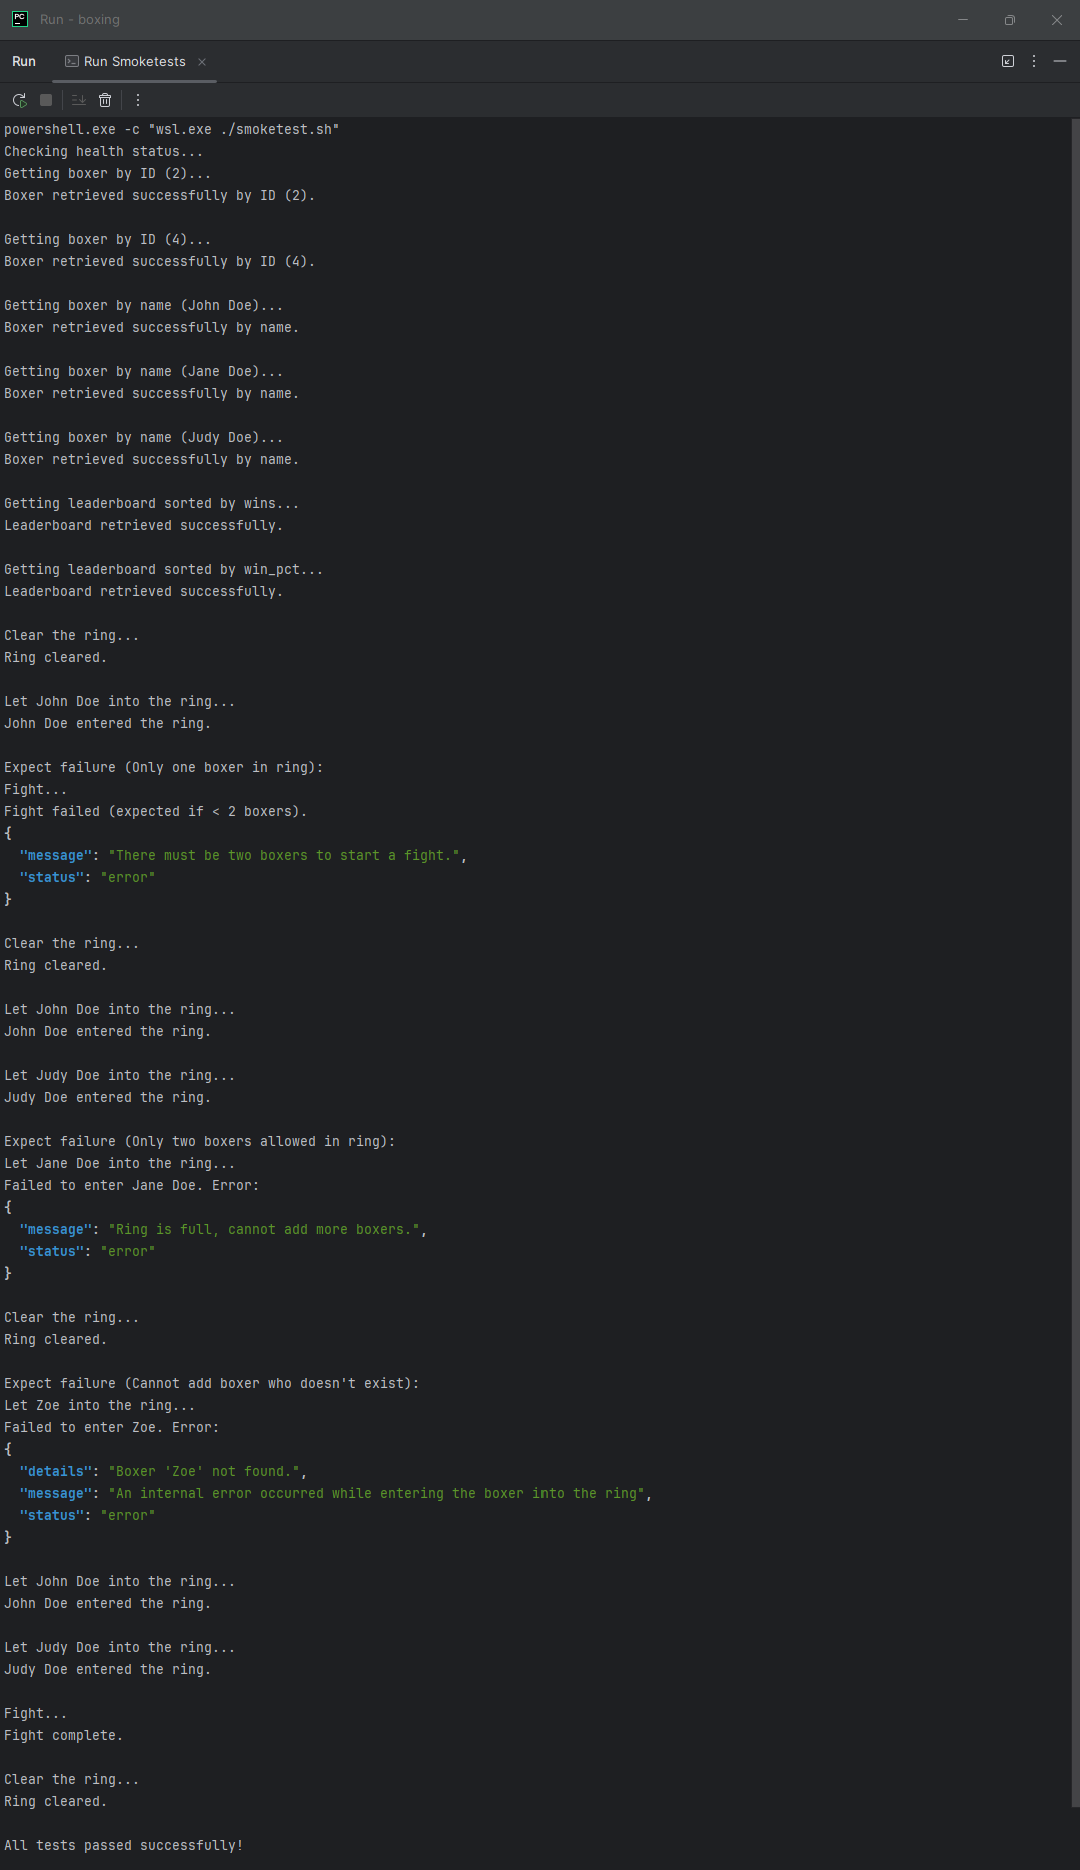 PC
Run - boxing
Run
Run Smoketests
powershell.exe -c "wsl.exe ./smoketest.sh"
Checking health status...
Getting boxer by ID (2)...
Boxer retrieved successfully by ID (2).
Getting boxer by ID (4)...
Boxer retrieved successfully by ID (4).
Getting boxer by name (John Doe)...
Boxer retrieved successfully by name.
Getting boxer by name (Jane Doe)...
Boxer retrieved successfully by name.
Getting boxer by name (Judy Doe)...
Boxer retrieved successfully by name.
Getting leaderboard sorted by wins...
Leaderboard retrieved successfully.
Getting leaderboard sorted by win_pct...
Leaderboard retrieved successfully.
Clear the ring...
Ring cleared.
Let John Doe into the ring...
John Doe entered the ring.
Expect failure (Only one boxer in ring):
Fight...
Fight failed (expected if < 2 boxers).
{
  "message": "There must be two boxers to start a fight.",
  "status": "error"
}
Clear the ring...
Ring cleared.
Let John Doe into the ring...
John Doe entered the ring.
Let Judy Doe into the ring...
Judy Doe entered the ring.
Expect failure (Only two boxers allowed in ring):
Let Jane Doe into the ring...
Failed to enter Jane Doe. Error:
{
  "message": "Ring is full, cannot add more boxers.",
  "status": "error"
}
Clear the ring...
Ring cleared.
Expect failure (Cannot add boxer who doesn't exist):
Let Zoe into the ring...
Failed to enter Zoe. Error:
{
  "details": "Boxer 'Zoe' not found.",
  "message": "An internal error occurred while entering the boxer into the ring",
  "status": "error"
}
Let John Doe into the ring...
John Doe entered the ring.
Let Judy Doe into the ring...
Judy Doe entered the ring.
Fight...
Fight complete.
Clear the ring...
Ring cleared.
All tests passed successfully!